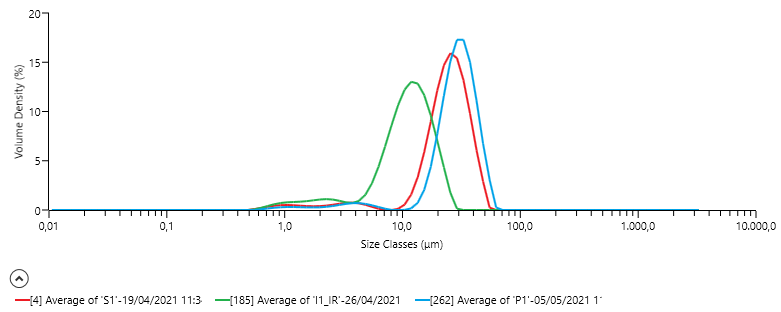 20
15
10
5
0
Volume Density (%)
0,01 0,1 1,0 10,0 100,0 1.000,0 10.000,0
Size Classes (µm)
[4] Average of 'S1'-19/04/2021 11:3 [185] Average of 'I1_IR'-26/04/2021 [262] Average of 'P1'-05/05/2021 1